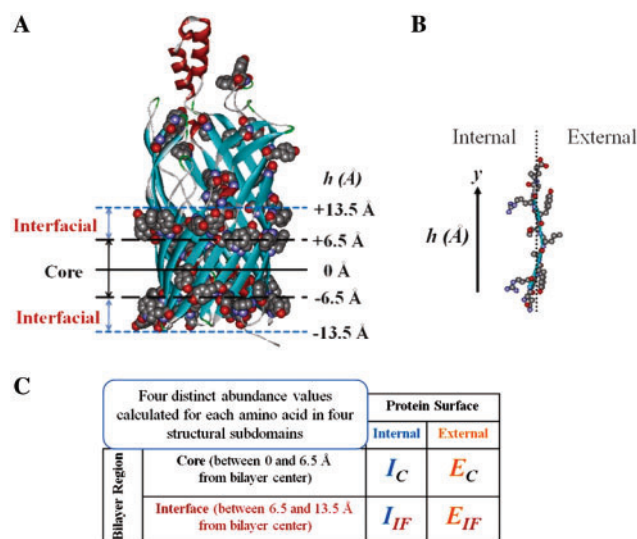 A
h (Å)
+13.5 Å
Interfacial
+6.5 Å
Core
0 Å
-6.5 Å
Interfacial
-13.5 Å
B
Internal External
y
h (Å)
C
Four distinct abundance values
calculated for each amino acid in four
structural subdomains
Protein Surface
Internal External
Bilayer Region
Core (between 0 and 6.5 Å
from bilayer center)
I_C E_C
Interface (between 6.5 and 13.5 Å
from bilayer center)
I_IF E_IF